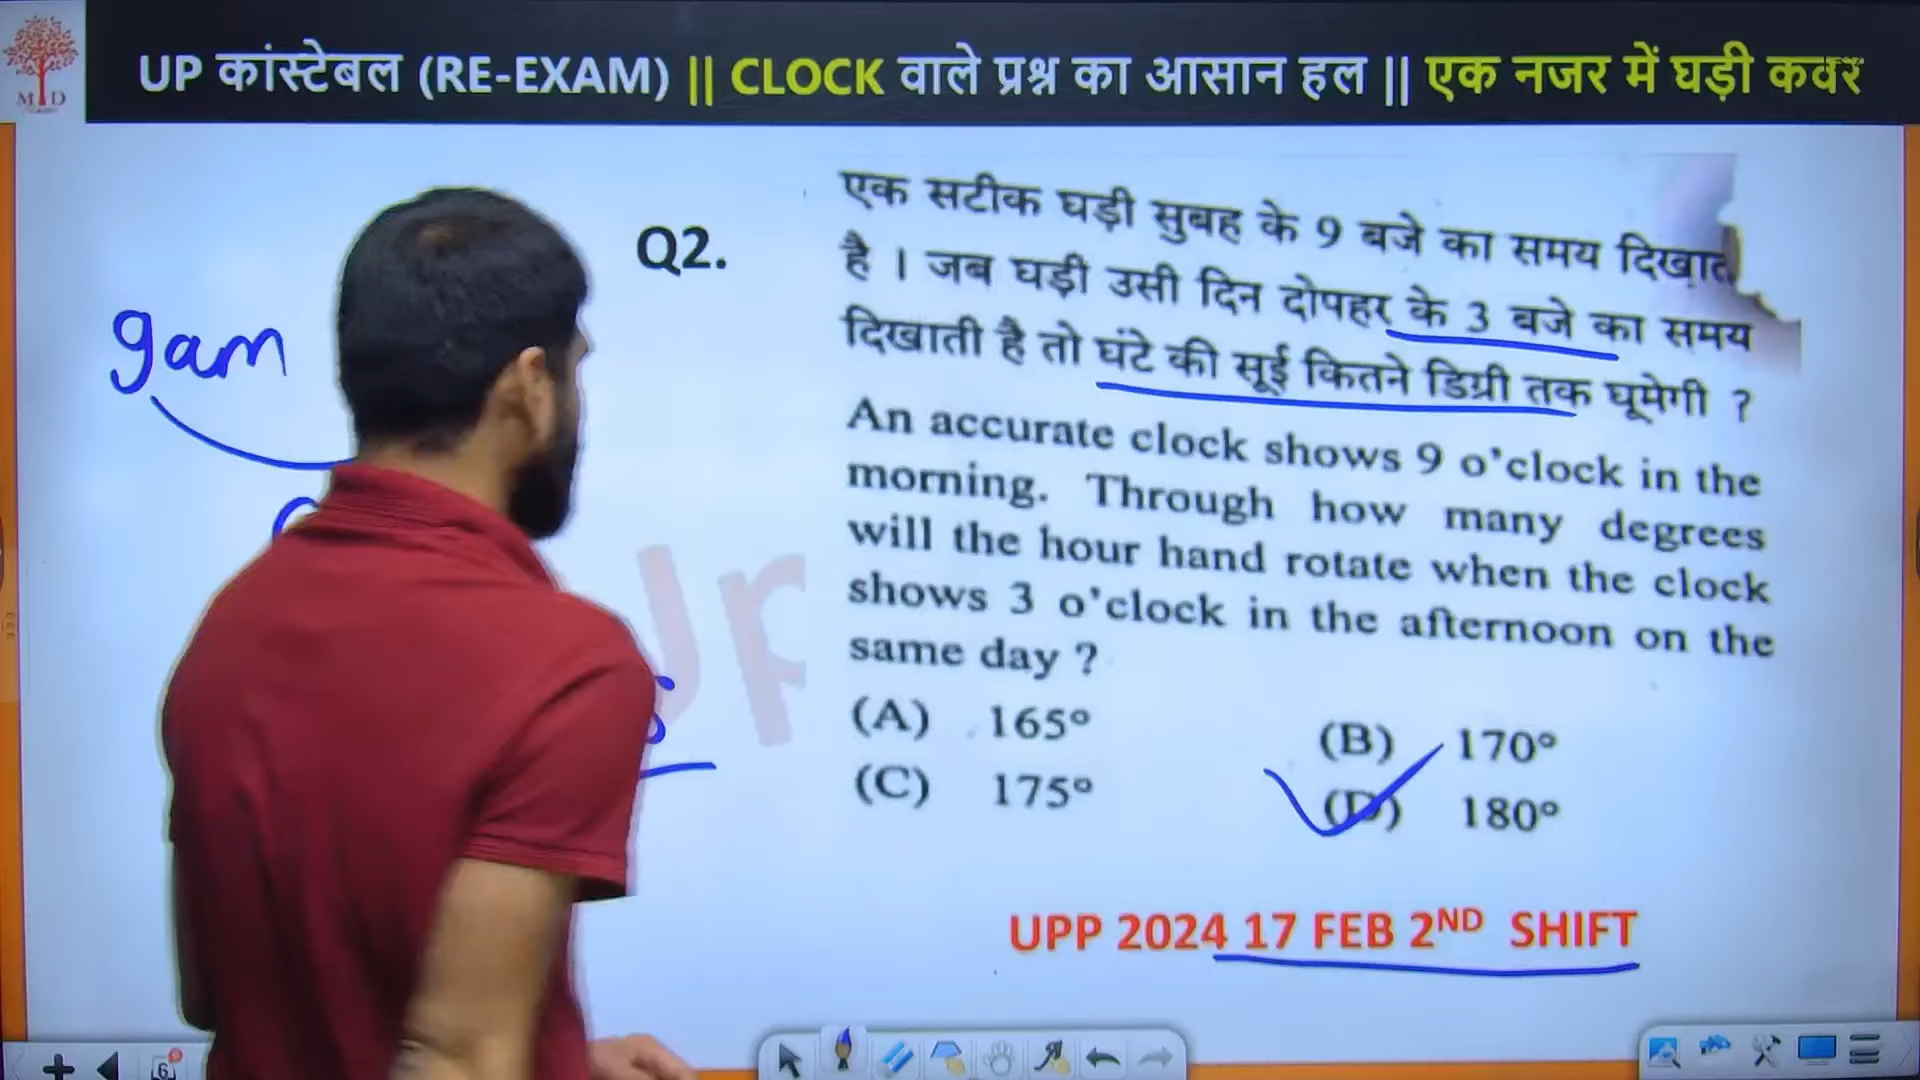 UP कांस्टेबल (RE-EXAM) || CLOCK वाले प्रश्न का आसान हल || एक नजर में घड़ी कवर
M D
Q2.
एक सटीक घड़ी सुबह के 9 बजे का समय दिखात
है । जब घड़ी उसी दिन दोपहर के 3 बजे का समय
दिखाती है तो घंटे की सूई कितने डिग्री तक घूमेगी ?
An accurate clock shows 9 o'clock in the
morning. Through how many degrees
will the hour hand rotate when the clock
shows 3 o'clock in the afternoon on the
same day ?
(A) 165°
(B) 170°
(C) 175°
(D) 180°
9am
UP
UPP 2024 17 FEB 2ND SHIFT
6